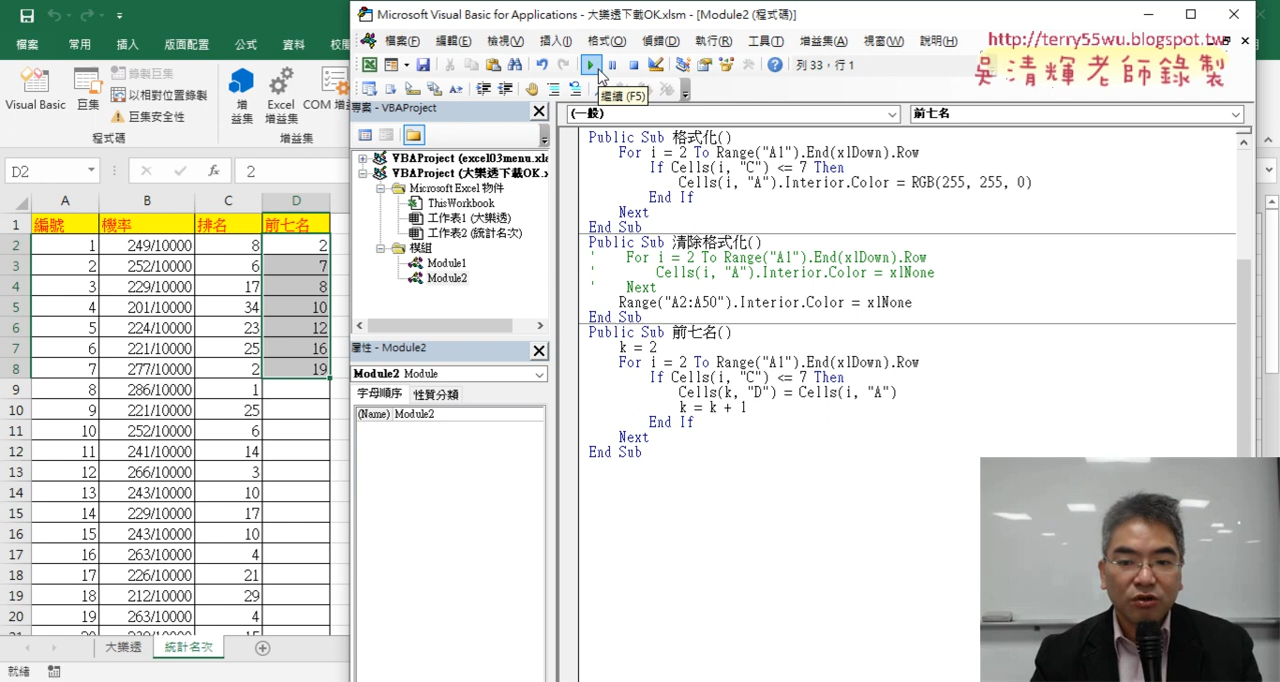 Microsoft Visual Basic for Applications - 大樂透下載OK.xlsm - [Module2 (程式碼)]
檔案 常用 插入 版面配置 公式 資料
檔案(F) 編輯(E) 檢視(V) 插入(I) 格式(O) 偵錯(D) 執行(R) 工具(T) 增益集(A) 視窗(W) 說明(H)
http://terry55wu.blogspot.tw
吳清輝老師錄製
列 33，行 1
繼續 (F5)
Visual Basic 巨集 錄製巨集
以相對位置錄製
巨集安全性
增益集 Excel 增益集 COM
程式碼 增益集
D2 fx 2
專案 - VBAProject
VBAProject (excel03menu.xla
VBAProject (大樂透下載OK.x
Microsoft Excel 物件
ThisWorkbook
工作表1 (大樂透)
工作表2 (統計名次)
模組
Module1
Module2
屬性 - Module2
Module2 Module
字母順序 性質分類
(Name) Module2
(一般) 前七名
Public Sub 格式化()
For i = 2 To Range("A1").End(xlDown).Row
If Cells(i, "C") <= 7 Then
Cells(i, "A").Interior.Color = RGB(255, 255, 0)
End If
Next
End Sub
Public Sub 清除格式化()
' For i = 2 To Range("A1").End(xlDown).Row
' Cells(i, "A").Interior.Color = xlNone
' Next
Range("A2:A50").Interior.Color = xlNone
End Sub
Public Sub 前七名()
k = 2
For i = 2 To Range("A1").End(xlDown).Row
If Cells(i, "C") <= 7 Then
Cells(k, "D") = Cells(i, "A")
k = k + 1
End If
Next
End Sub
A B C D
1 編號 機率 排名 前七名
2 1 249/10000 8 2
3 2 252/10000 6 7
4 3 229/10000 17 8
5 4 201/10000 34 10
6 5 224/10000 23 12
7 6 221/10000 25 16
8 7 277/10000 2 19
9 8 286/10000 1
10 9 221/10000 25
11 10 252/10000 6
12 11 241/10000 14
13 12 266/10000 3
14 13 243/10000 10
15 14 229/10000 17
16 15 243/10000 10
17 16 263/10000 4
18 17 226/10000 21
19 18 212/10000 29
20 19 263/10000 4
大樂透 統計名次
就緒